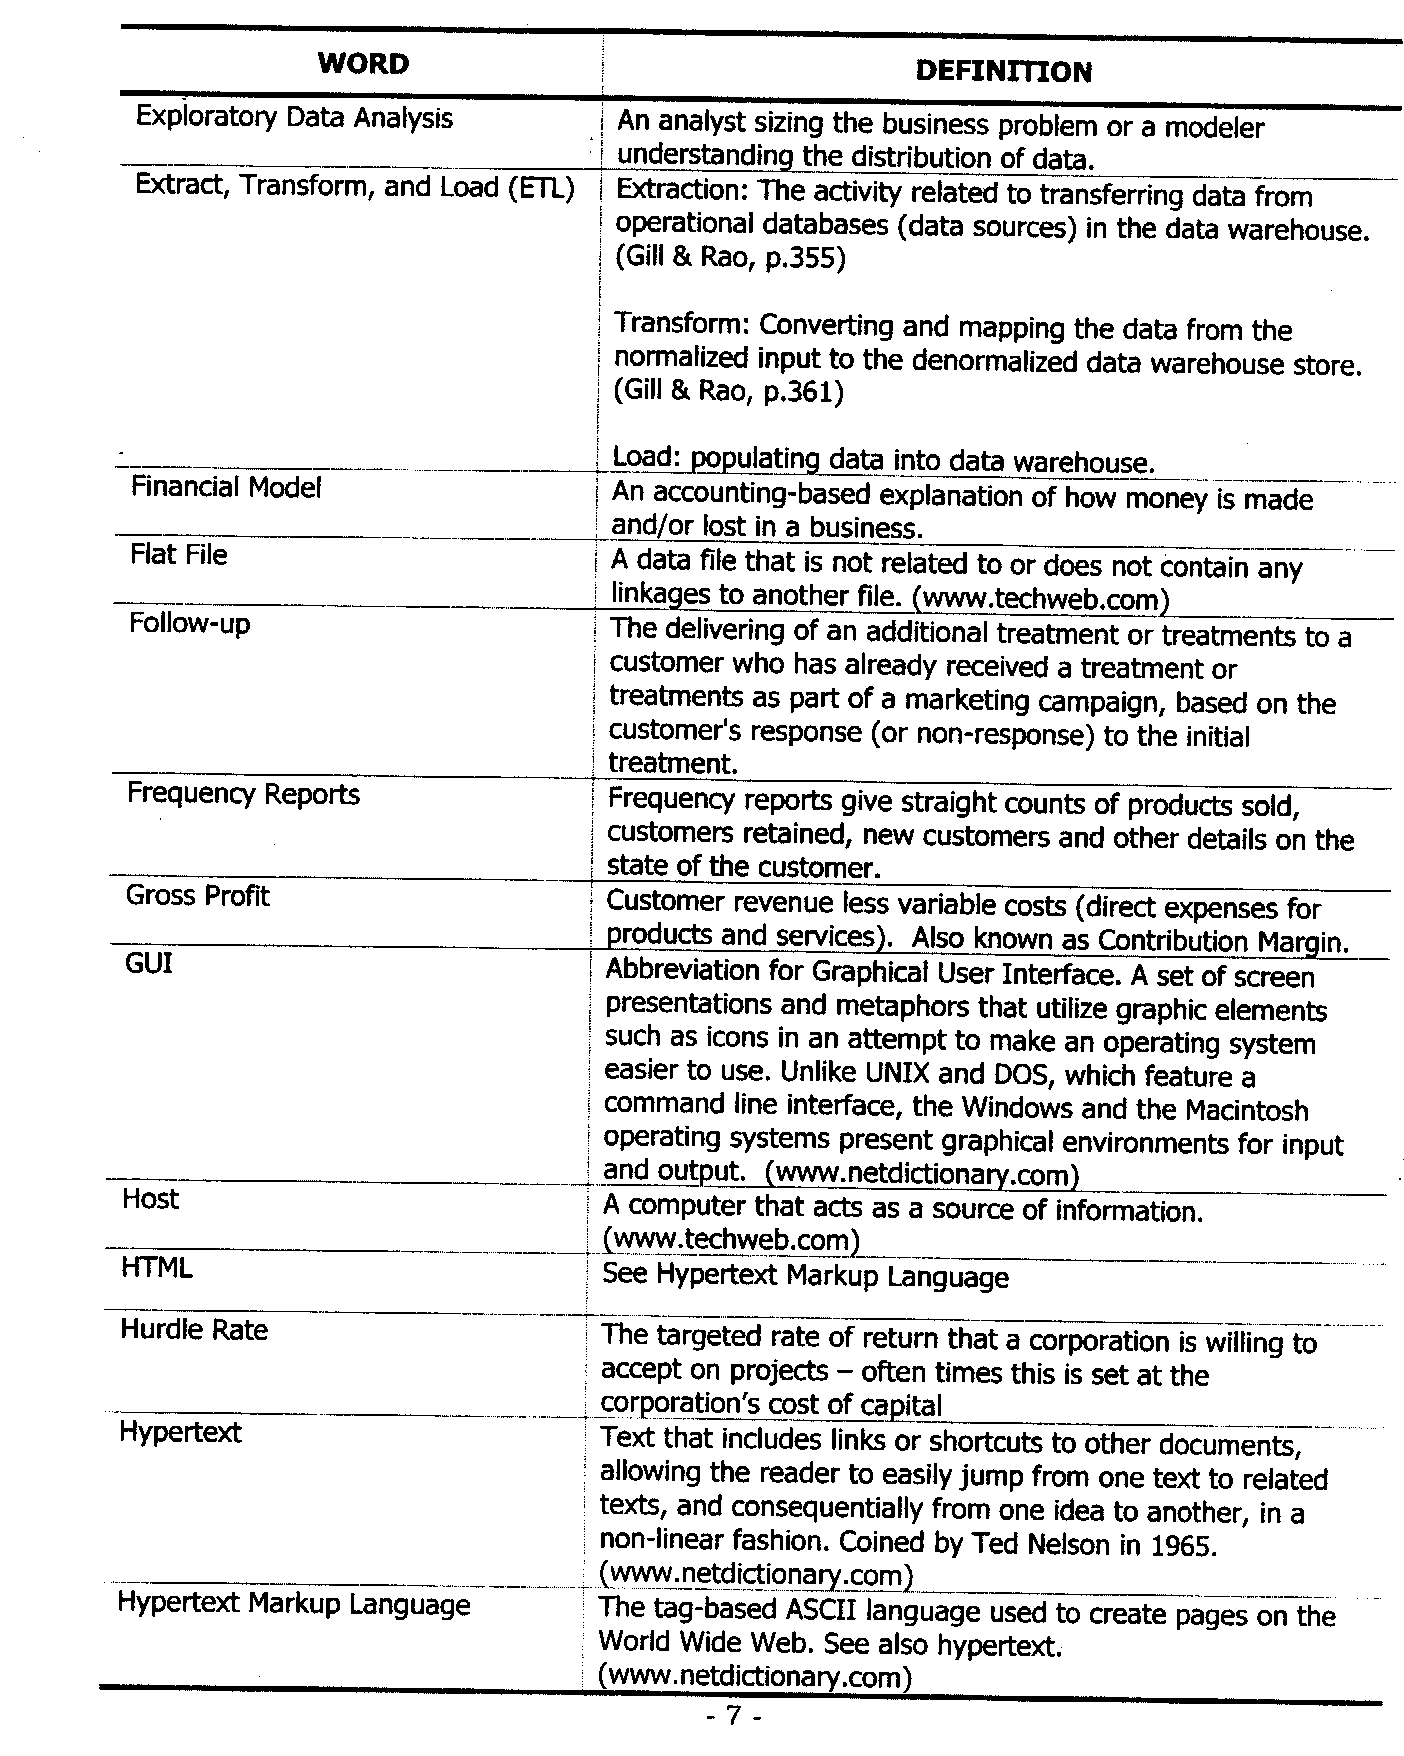 WORD DEFINITION
Exploratory Data Analysis An analyst sizing the business problem or a modeler
understanding the distribution of data.
Extract, Transform, and Load (ETL) Extraction: The activity related to transferring data from
operational databases (data sources) in the data warehouse.
(Gill & Rao, p.355)
Transform: Converting and mapping the data from the
normalized input to the denormalized data warehouse store.
(Gill & Rao, p.361)
Load: populating data into data warehouse.
Financial Model An accounting-based explanation of how money is made
and/or lost in a business.
Flat File A data file that is not related to or does not contain any
linkages to another file. (www.techweb.com)
Follow-up The delivering of an additional treatment or treatments to a
customer who has already received a treatment or
treatments as part of a marketing campaign, based on the
customer's response (or non-response) to the initial
treatment.
Frequency Reports Frequency reports give straight counts of products sold,
customers retained, new customers and other details on the
state of the customer.
Gross Profit Customer revenue less variable costs (direct expenses for
products and services). Also known as Contribution Margin.
GUI Abbreviation for Graphical User Interface. A set of screen
presentations and metaphors that utilize graphic elements
such as icons in an attempt to make an operating system
easier to use. Unlike UNIX and DOS, which feature a
command line interface, the Windows and the Macintosh
operating systems present graphical environments for input
and output. (www.netdictionary.com)
Host A computer that acts as a source of information.
(www.techweb.com)
HTML See Hypertext Markup Language
Hurdle Rate The targeted rate of return that a corporation is willing to
accept on projects – often times this is set at the
corporation's cost of capital
Hypertext Text that includes links or shortcuts to other documents,
allowing the reader to easily jump from one text to related
texts, and consequentially from one idea to another, in a
non-linear fashion. Coined by Ted Nelson in 1965.
(www.netdictionary.com)
Hypertext Markup Language The tag-based ASCII language used to create pages on the
World Wide Web. See also hypertext.
(www.netdictionary.com)
- 7 -